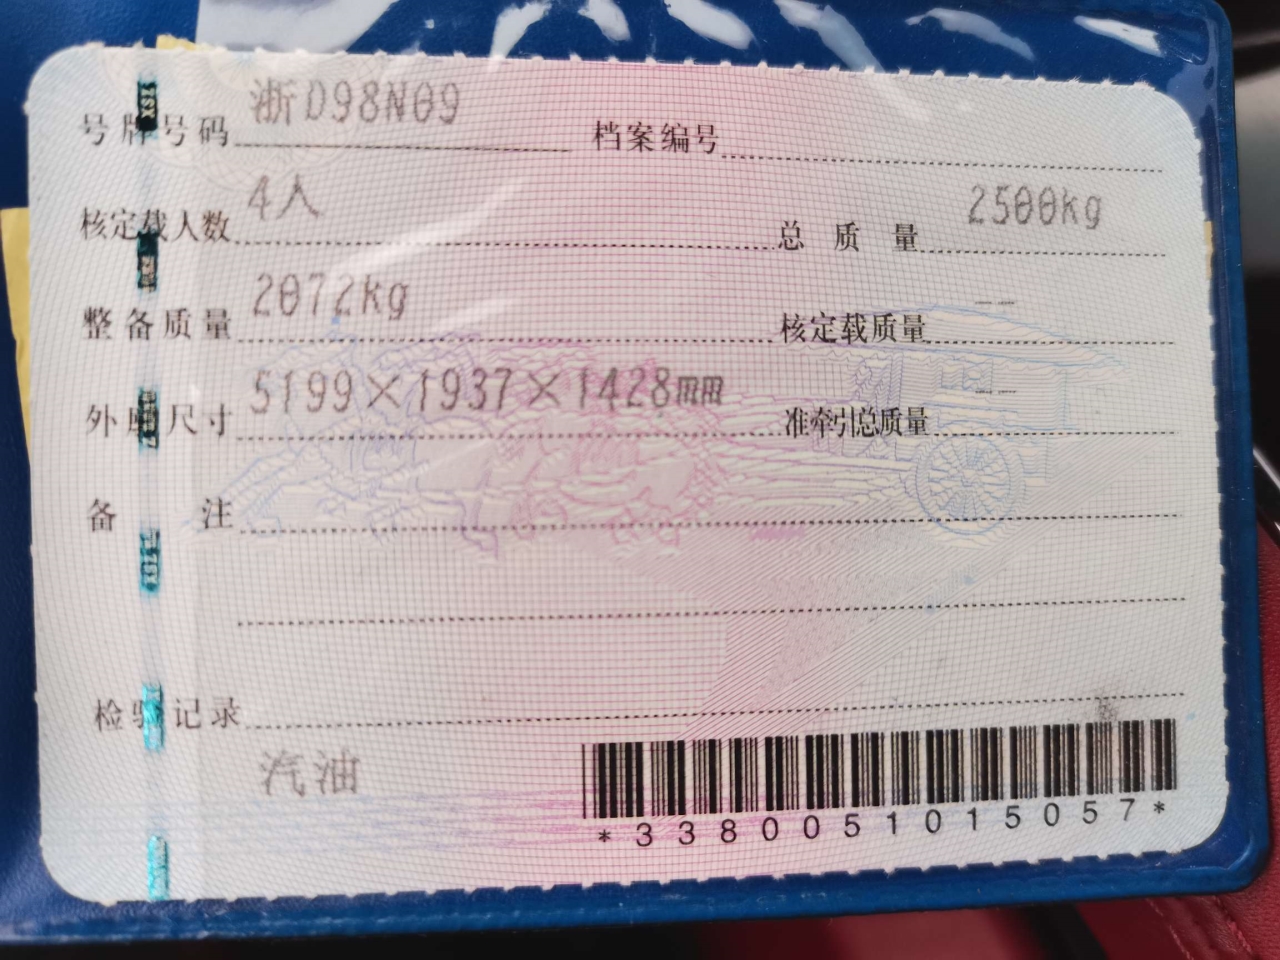 号牌号码 浙D98N09 档案编号
核定载人数 4人 总质量 2500kg
整备质量 2072kg 核定载质量 --
外廓尺寸 5199×1937×1428mm 准牵引总质量 --
备注
检验记录
汽油
*3380051015057*